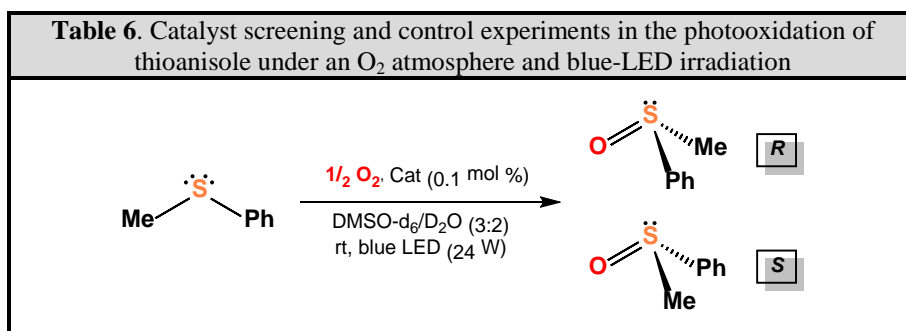 Table 6. Catalyst screening and control experiments in the photooxidation of
thioanisole under an O₂ atmosphere and blue-LED irradiation
S
Me
Ph
1/₂ O₂, Cat (0.1 mol %)
DMSO-d₆/D₂O (3:2)
rt, blue LED (24 W)
S
O
Me
Ph
R
S
O
Ph
Me
S